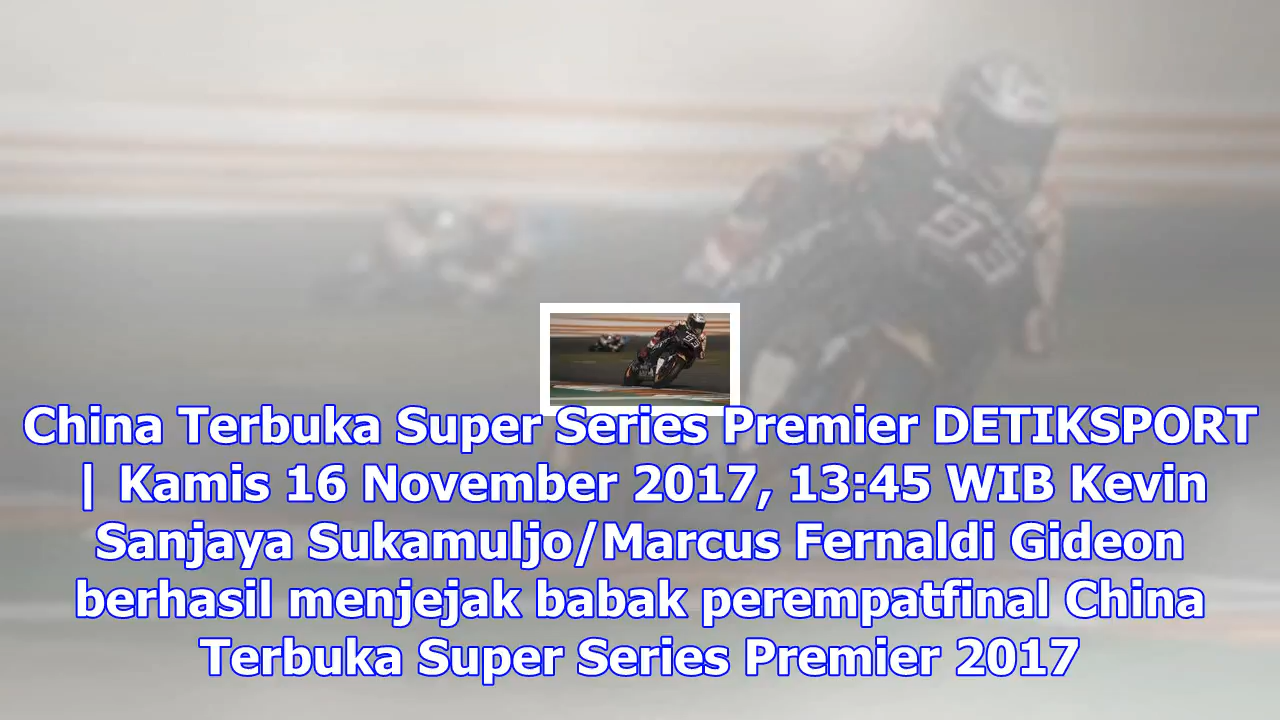 93
China Terbuka Super Series Premier DETIKSPORT
| Kamis 16 November 2017, 13:45 WIB Kevin
Sanjaya Sukamuljo/Marcus Fernaldi Gideon
berhasil menjejak babak perempatfinal China
Terbuka Super Series Premier 2017